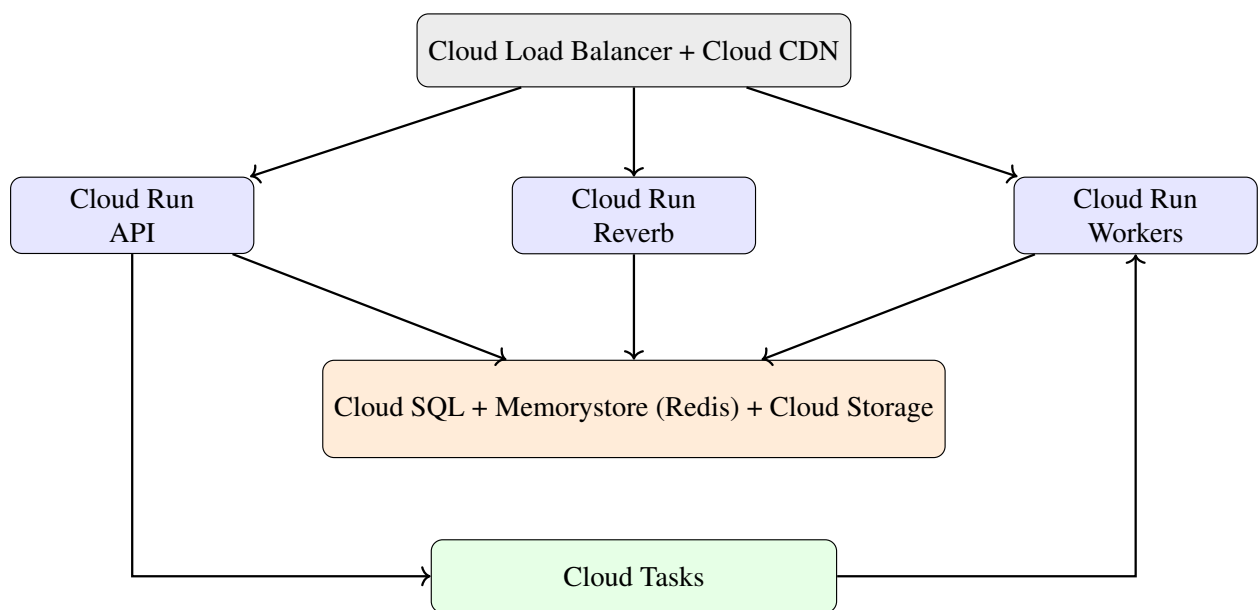 Cloud Load Balancer + Cloud CDN
Cloud Run
API
Cloud Run
Reverb
Cloud Run
Workers
Cloud SQL + Memorystore (Redis) + Cloud Storage
Cloud Tasks